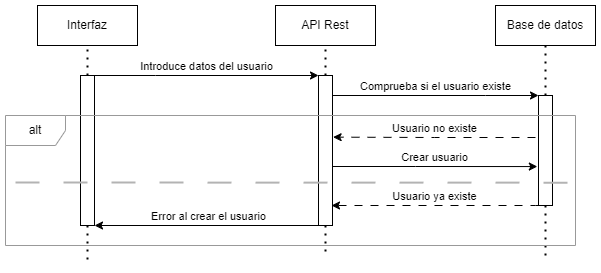 Interfaz
API Rest
Base de datos
Introduce datos del usuario
Comprueba si el usuario existe
alt
Usuario no existe
Crear usuario
Usuario ya existe
Error al crear el usuario